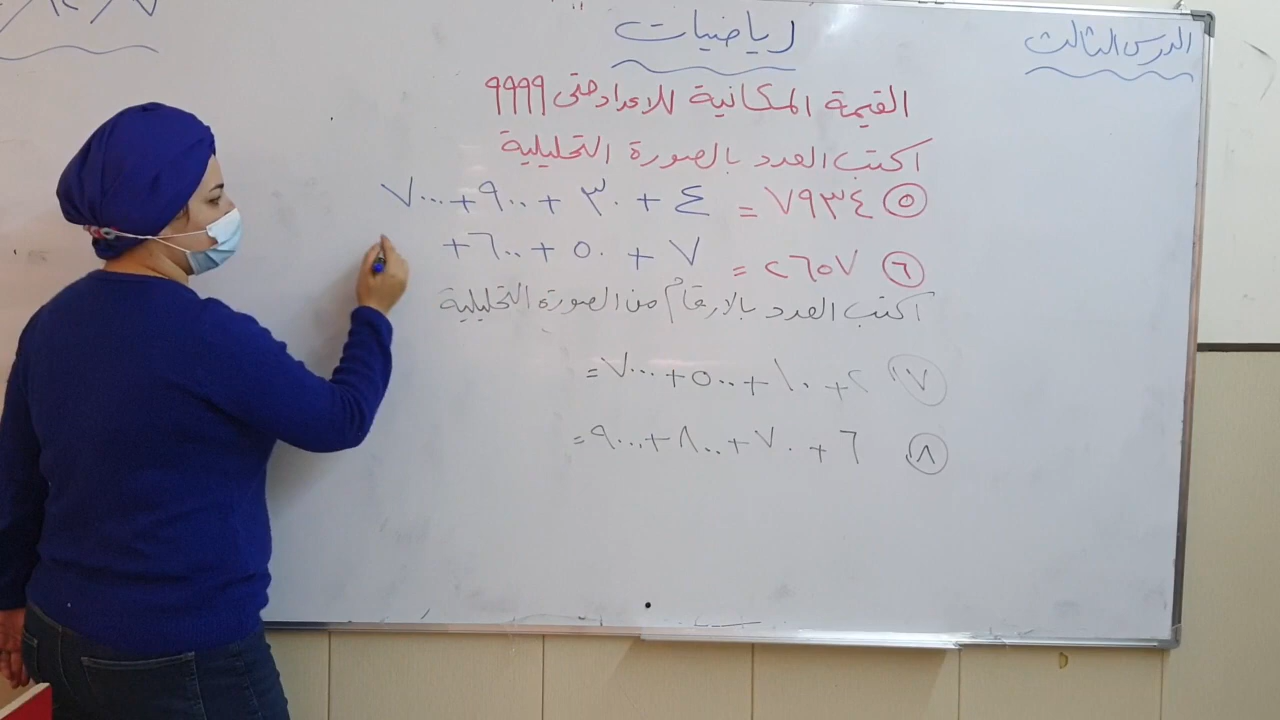 الدرس الثالث
رياضيات
القيمة المكانية للاعداد حتى ٩٩٩٩
اكتب العدد بالصورة التحليلية
٥ ٧٩٣٤ = ٤ + ٣٠ + ٩٠٠ + ٧٠٠٠
٦ ٢٦٥٧ = ٧ + ٥٠ + ٦٠٠ +
اكتب العدد بالارقام من الصورة التحليلية
٧ ٢ + ١٠ + ٥٠٠ + ٧٠٠٠ =
٨ ٦ + ٧٠ + ٨٠٠ + ٩٠٠٠ =